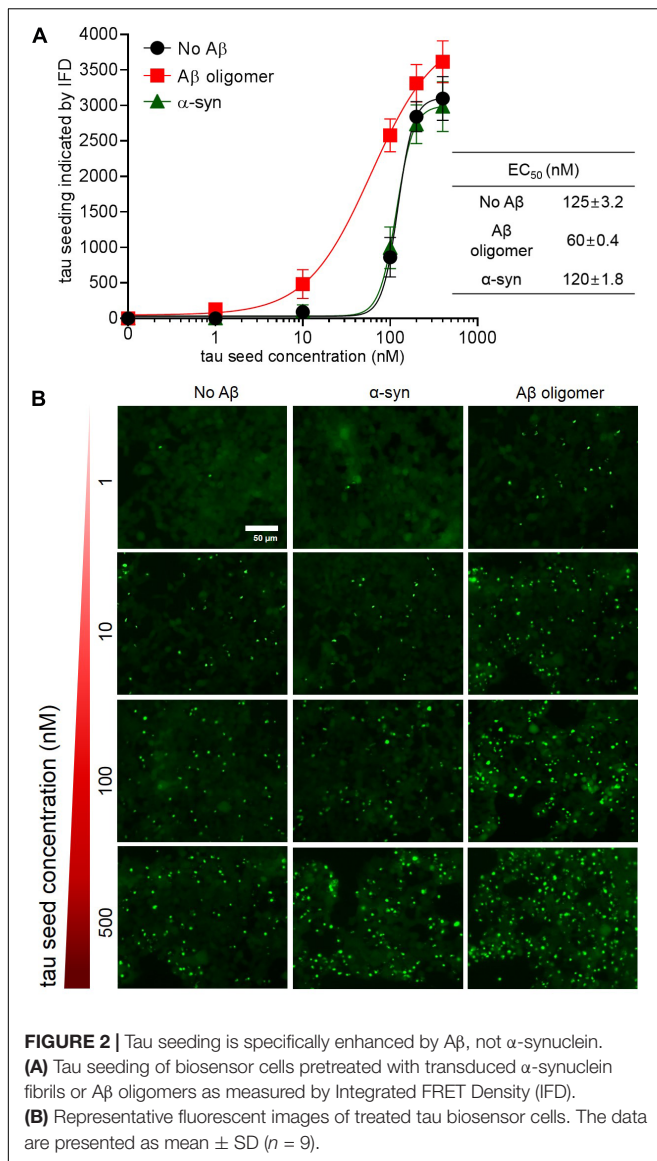 A
No Aβ
Aβ oligomer
α-syn
tau seeding indicated by IFD
4000
3500
3000
2500
2000
1500
1000
500
0
0 1 10 100 1000
tau seed concentration (nM)
EC50 (nM)
No Aβ 125±3.2
Aβ
oligomer 60±0.4
α-syn 120±1.8
B
No Aβ α-syn Aβ oligomer
tau seed concentration (nM)
1
50 µm
10
100
500
FIGURE 2 | Tau seeding is specifically enhanced by Aβ, not α-synuclein.
(A) Tau seeding of biosensor cells pretreated with transduced α-synuclein
fibrils or Aβ oligomers as measured by Integrated FRET Density (IFD).
(B) Representative fluorescent images of treated tau biosensor cells. The data
are presented as mean ± SD (n = 9).